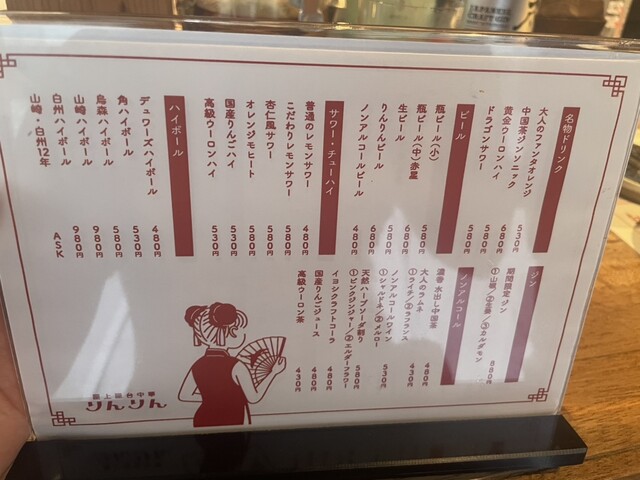 名物ドリンク
大人のファンタオレンジ 530円
中国茶ジンソニック 680円
黄金ウーロンハイ 580円
ドラゴンサワー 580円
ビール
瓶ビール(小) 580円
瓶ビール(中)赤星 680円
生ビール 580円
りんりんビール 680円
ノンアルコールビール 480円
サワー・チューハイ
普通のレモンサワー 480円
こだわりレモンサワー 580円
杏仁風サワー 580円
オレンジモヒート 580円
国産りんごハイ 530円
高級ウーロンハイ 530円
ハイボール
デュワーズハイボール 480円
角ハイボール 530円
烏森ハイボール 580円
山崎ハイボール 980円
白州ハイボール 980円
山崎・白州12年 ASK
ジン
期間限定ジン
①山椒/②生姜/③カルダモン 880円
ノンアルコール
濃香 水出し中国茶 480円
大人のラムネ
①ライチ/②ラフランス 430円
ノンアルコールワイン
①シャルドネ/②メルロー 530円
天然ハーブソーダ割り
①ピンクジンジャー/②エルダーフラワー 580円
イヨシクラフトコーラ 480円
国産りんごジュース 480円
高級ウーロン茶 430円
屋台中華
りんりん